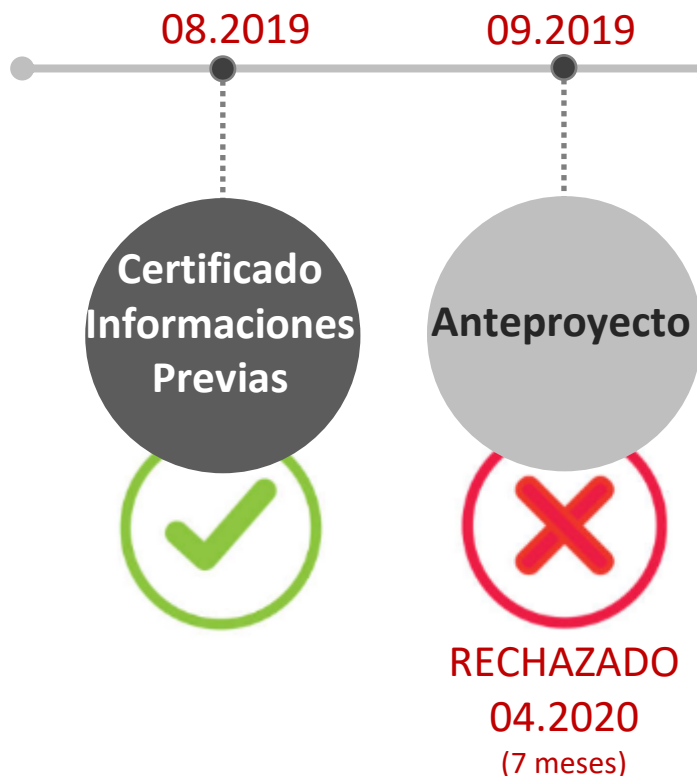 08.2019
09.2019
Certificado
Informaciones
Previas
Anteproyecto
RECHAZADO
04.2020
(7 meses)